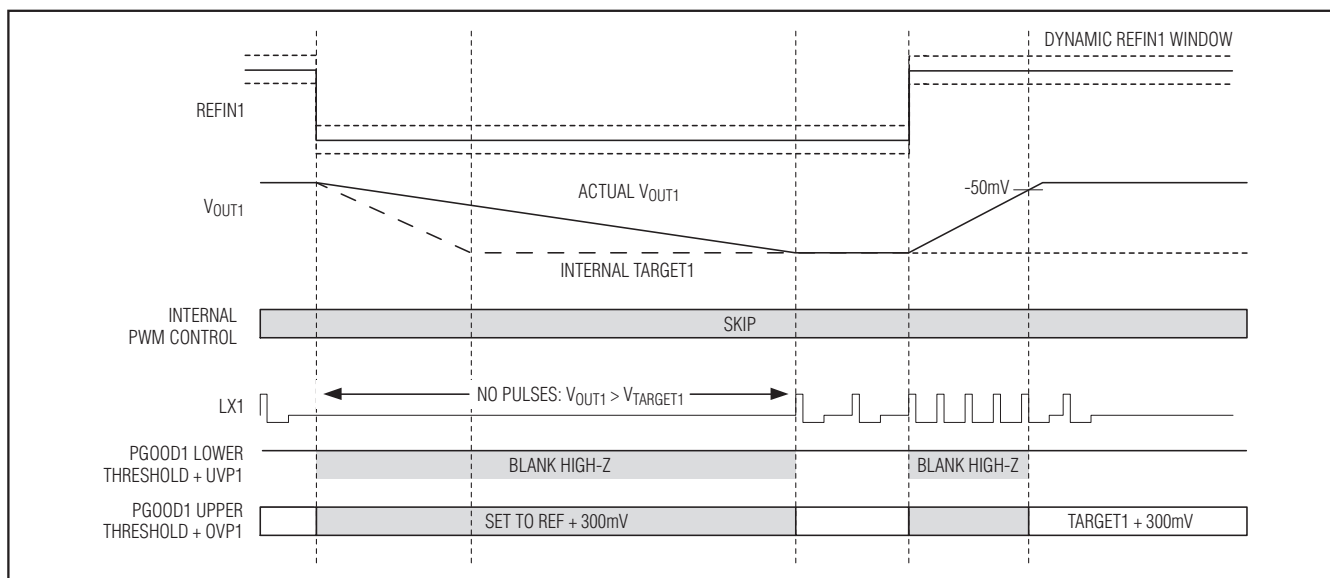 DYNAMIC REFIN1 WINDOW
REFIN1
-50mV
ACTUAL VOUT1
VOUT1
INTERNAL TARGET1
INTERNAL
PWM CONTROL
SKIP
NO PULSES: VOUT1 > VTARGET1
LX1
PGOOD1 LOWER
THRESHOLD + UVP1
BLANK HIGH-Z
BLANK HIGH-Z
PGOOD1 UPPER
THRESHOLD + OVP1
SET TO REF + 300mV
TARGET1 + 300mV